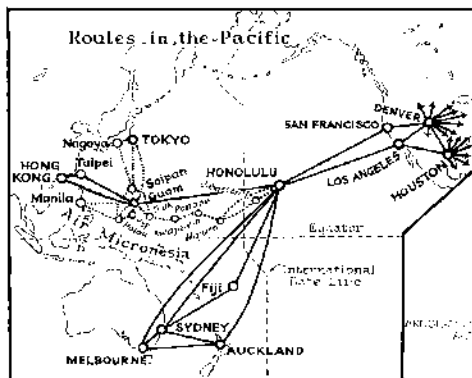 Routes in the Pacific
DENVER
SAN FRANCISCO
Nagoya
TOKYO
LOS ANGELES
HOUSTON
Taipei
HONG
KONG
HONOLULU
Saipan
Guam
Manila
Air Micronesia
Equator
International
Date Line
Fiji
SYDNEY
MELBOURNE
AUCKLAND